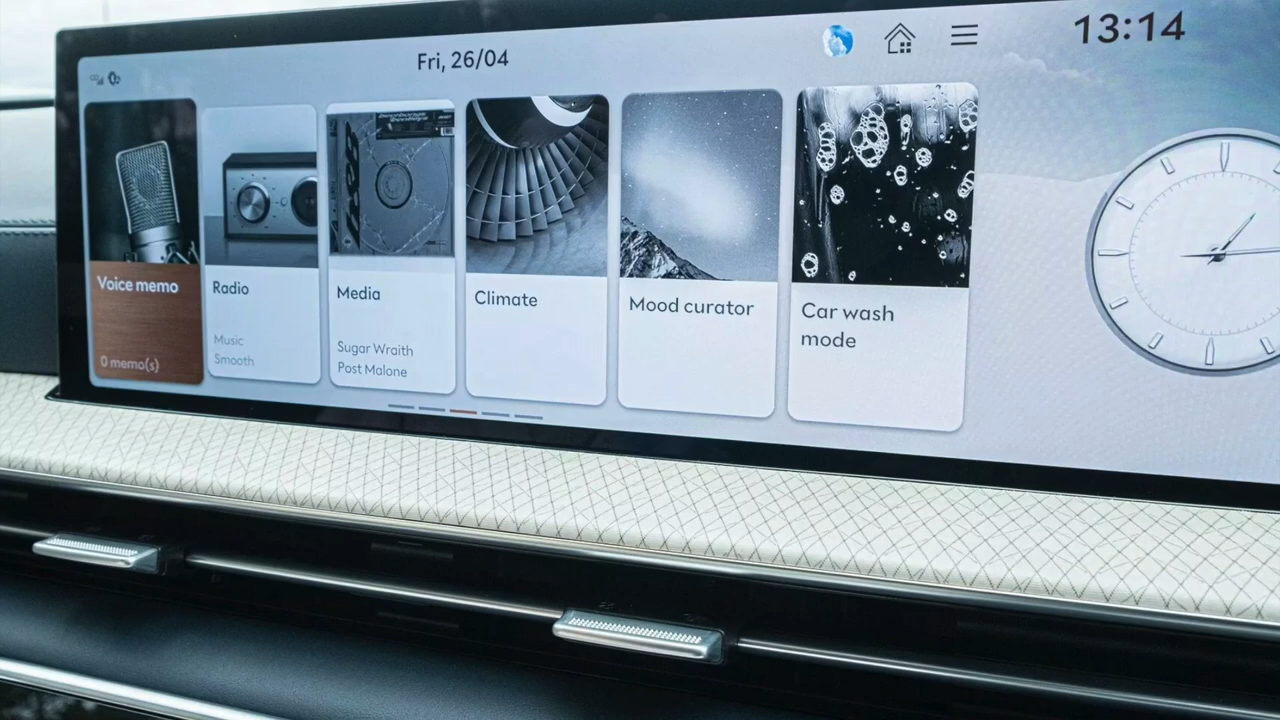 Fri, 26/04
13:14
Voice memo
0 memo(s)
Radio
Music
Smooth
Media
Sugar Wraith
Post Malone
Climate
Mood curator
Car wash
mode